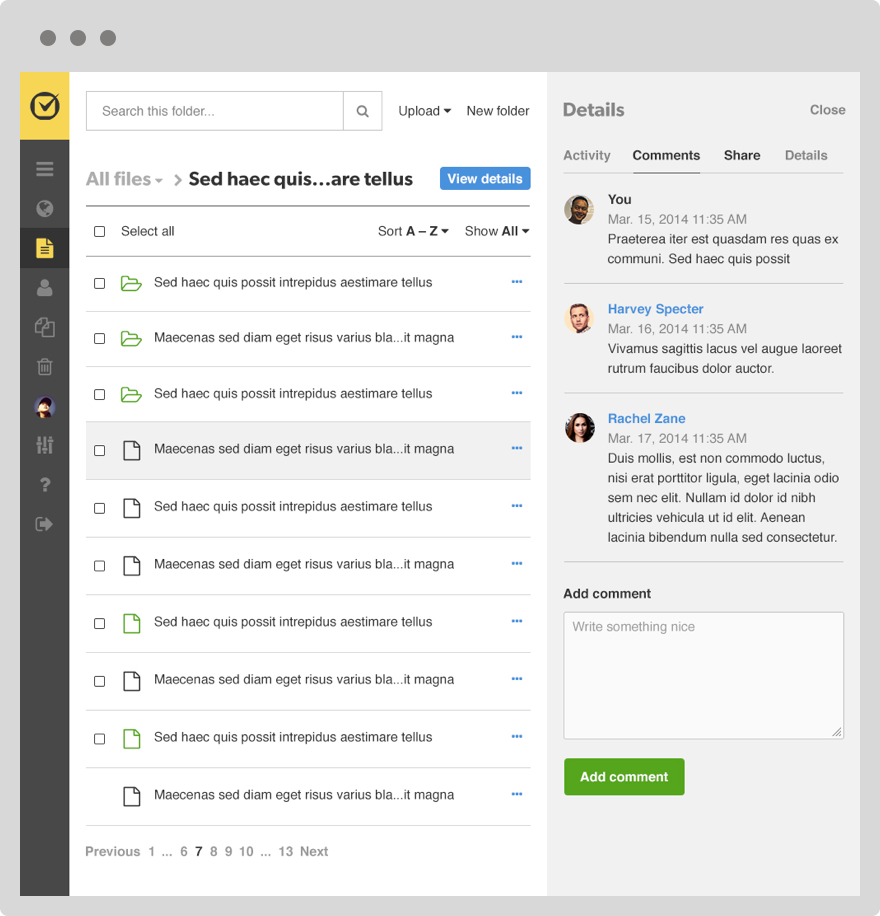 Search this folder...
Upload
New folder
All files > Sed haec quis...are tellus
View details
Select all
Sort A – Z
Show All
Sed haec quis possit intrepidus aestimare tellus
Maecenas sed diam eget risus varius bla...it magna
Sed haec quis possit intrepidus aestimare tellus
Maecenas sed diam eget risus varius bla...it magna
Sed haec quis possit intrepidus aestimare tellus
Maecenas sed diam eget risus varius bla...it magna
Sed haec quis possit intrepidus aestimare tellus
Maecenas sed diam eget risus varius bla...it magna
Sed haec quis possit intrepidus aestimare tellus
Maecenas sed diam eget risus varius bla...it magna
Previous 1 ... 6 7 8 9 10 ... 13 Next
Details
Close
Activity
Comments
Share
Details
You
Mar. 15, 2014 11:35 AM
Praeterea iter est quasdam res quas ex
communi. Sed haec quis possit
Harvey Specter
Mar. 16, 2014 11:35 AM
Vivamus sagittis lacus vel augue laoreet
rutrum faucibus dolor auctor.
Rachel Zane
Mar. 17, 2014 11:35 AM
Duis mollis, est non commodo luctus,
nisi erat porttitor ligula, eget lacinia odio
sem nec elit. Nullam id dolor id nibh
ultricies vehicula ut id elit. Aenean
lacinia bibendum nulla sed consectetur.
Add comment
Write something nice
Add comment